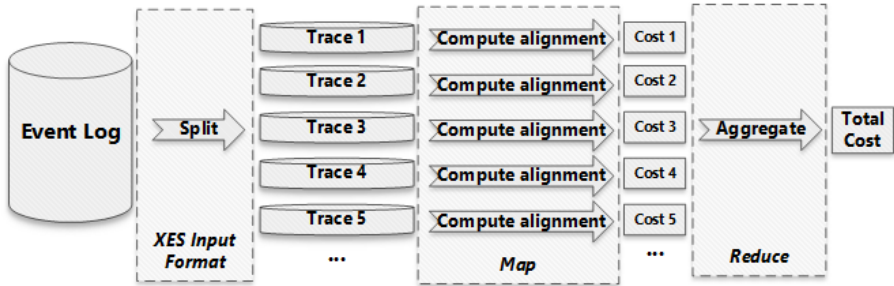 Event Log
Split
XES Input
Format
Trace 1
Trace 2
Trace 3
Trace 4
Trace 5
...
Compute alignment
Compute alignment
Compute alignment
Compute alignment
Compute alignment
Map
Cost 1
Cost 2
Cost 3
Cost 4
Cost 5
...
Aggregate
Reduce
Total
Cost